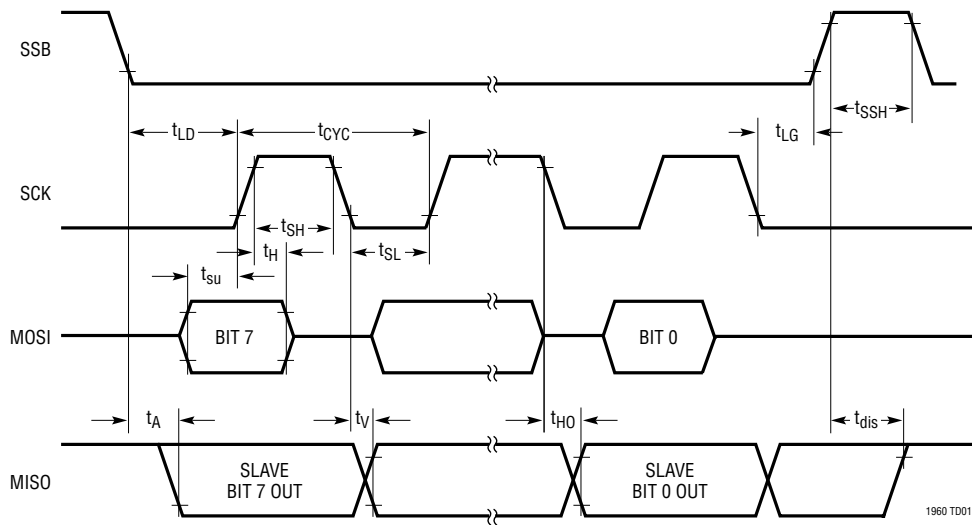 SSB
tLD
tCYC
tLG
tSSH
SCK
tSH
tH
tSL
tsu
MOSI
BIT 7
BIT 0
tA
tV
tHO
tdis
MISO
SLAVE
BIT 7 OUT
SLAVE
BIT 0 OUT
1960 TD01